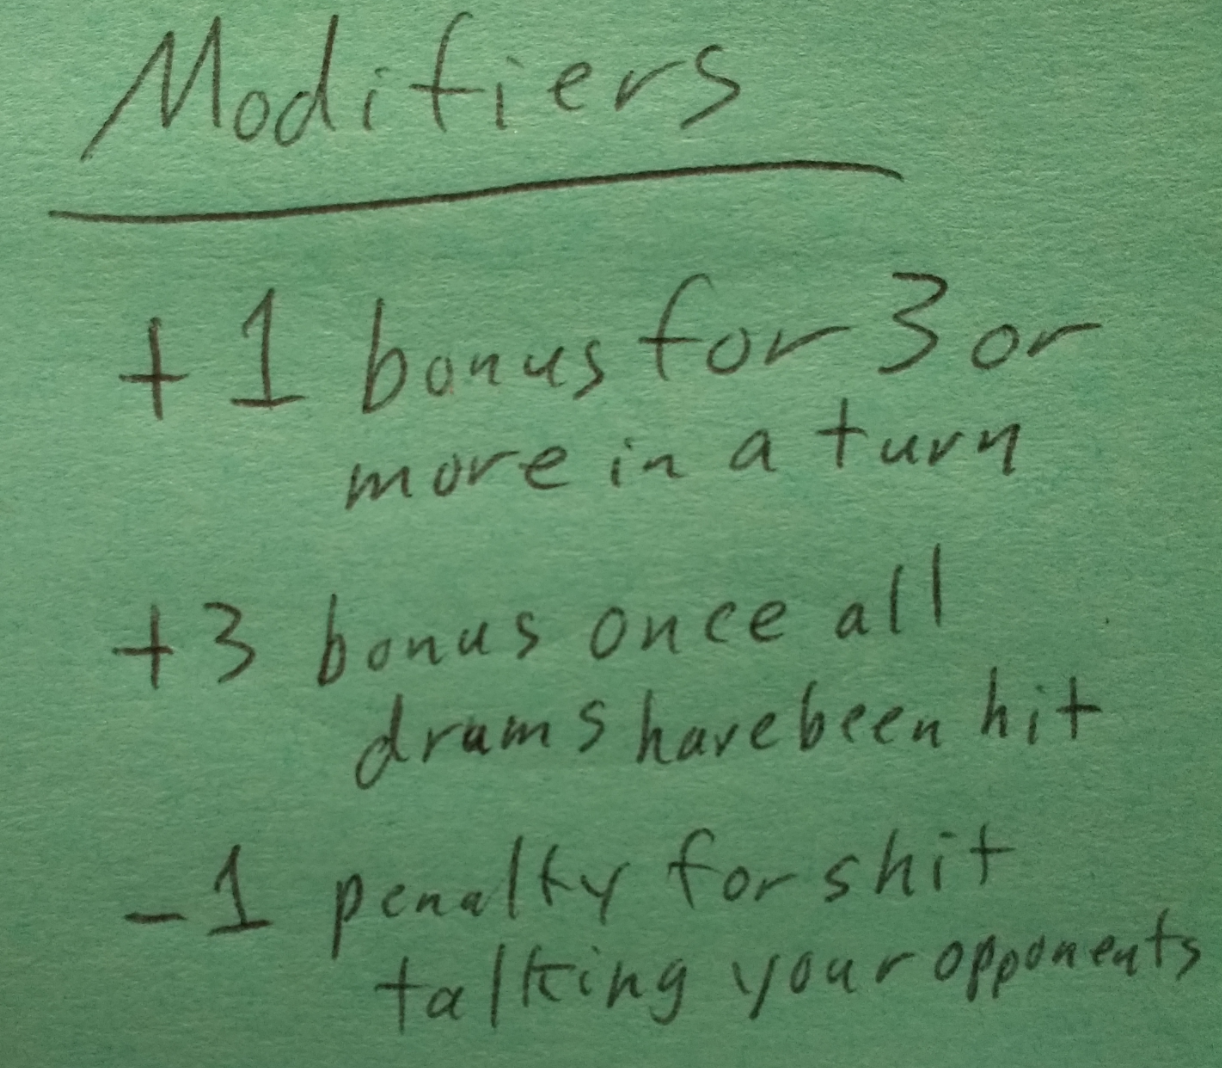 Modifiers
+1 bonus for 3 or
more in a turn
+3 bonus once all
drums have been hit
-1 penalty for shit
talking your opponents